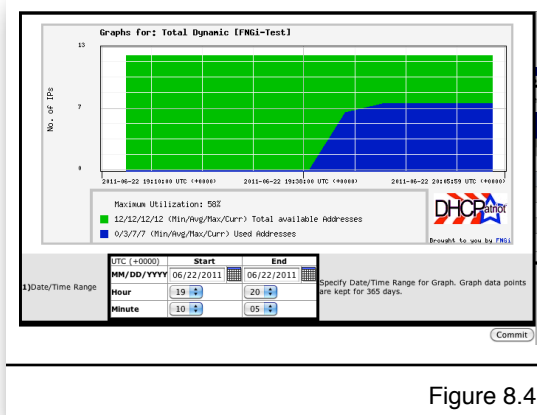 Graphs for: Total Dynamic [FNGi-Test]
13
No. of IPs
7
0
2011-06-22 19:10:00 UTC (+0000) 2011-06-22 19:38:00 UTC (+0000) 2011-06-22 20:05:59 UTC (+0000)
Maximum Utilization: 58%
12/12/12/12 (Min/Avg/Max/Curr) Total available Addresses
0/3/7/7 (Min/Avg/Max/Curr) Used Addresses
DHCPatriot
Brought to you by FNGi
UTC (+0000) Start End
MM/DD/YYYY 06/22/2011 06/22/2011
1)Date/Time Range
Hour 19 20
Minute 10 05
Specify Date/Time Range for Graph. Graph data points
are kept for 365 days.
Commit
Figure 8.4